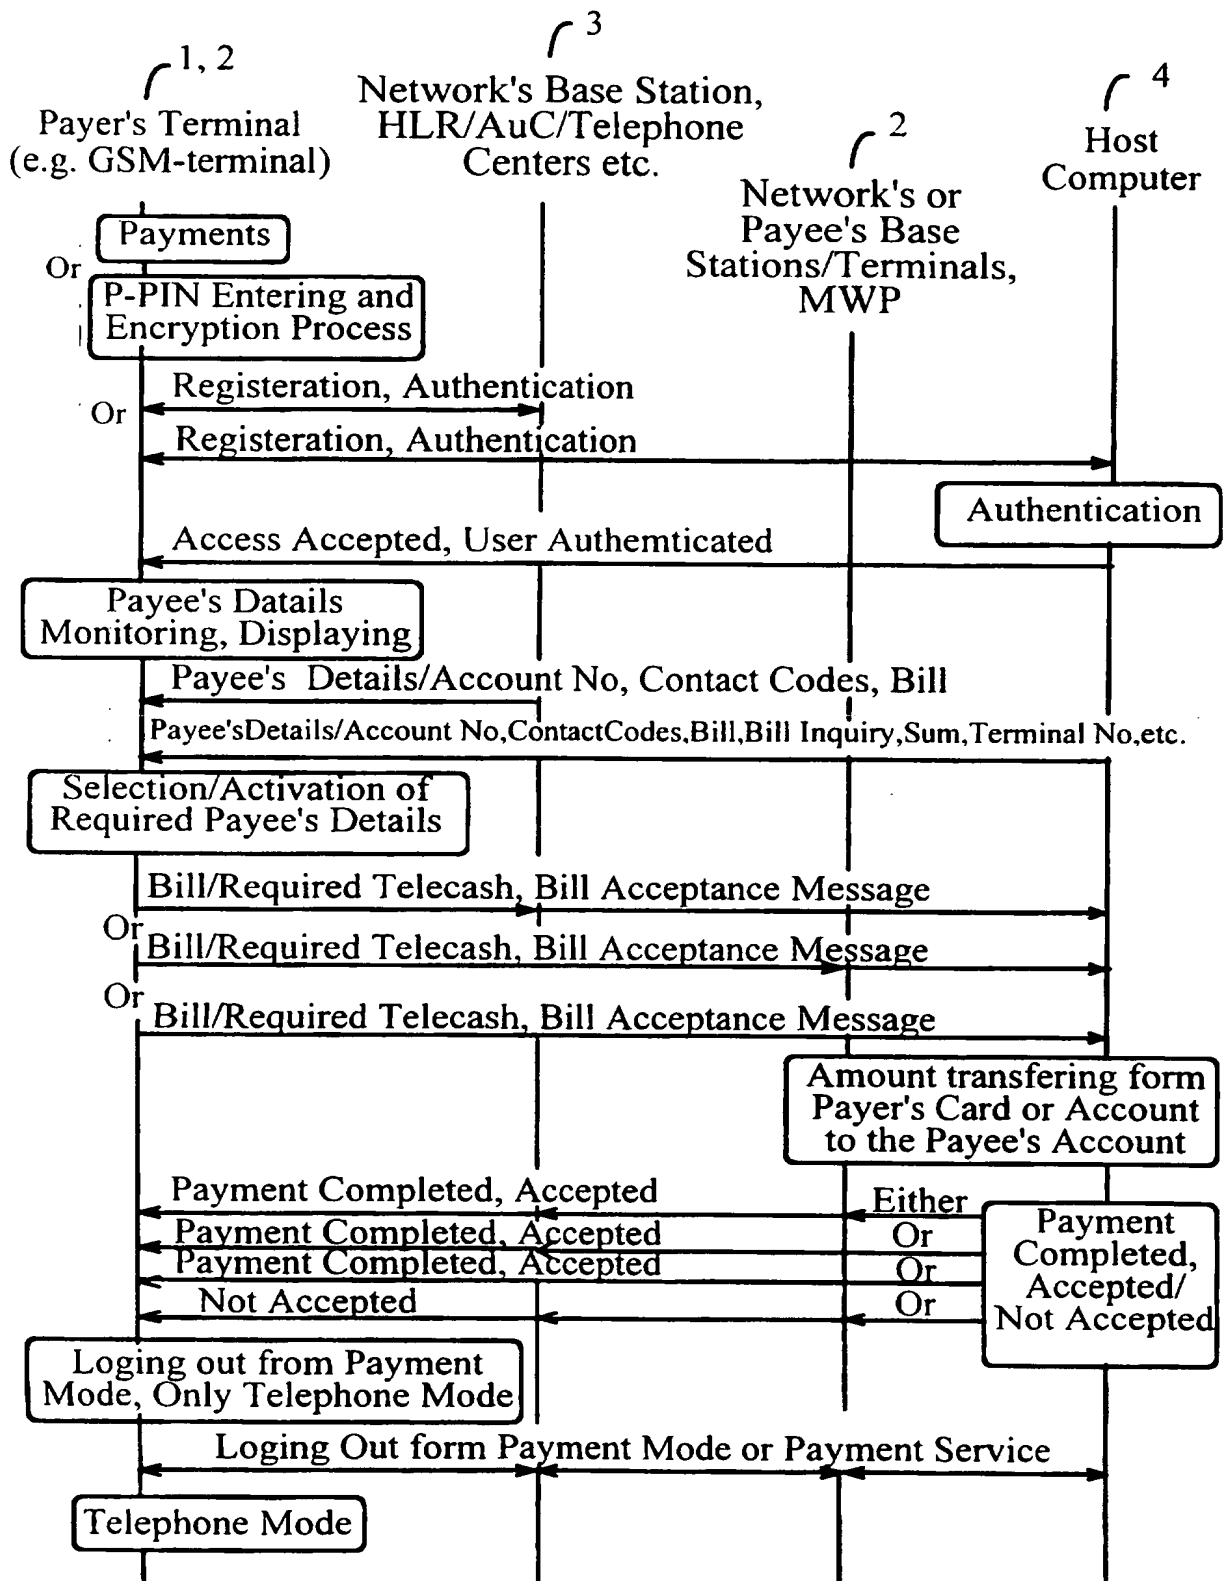 1, 2
Payer's Terminal
(e.g. GSM-terminal)
3
Network's Base Station,
HLR/AuC/Telephone
Centers etc.
2
Network's or
Payee's Base
Stations/Terminals,
MWP
4
Host
Computer
Payments
Or
P-PIN Entering and
Encryption Process
Registeration, Authentication
Or
Registeration, Authentication
Authentication
Access Accepted, User Authemticated
Payee's Datails
Monitoring, Displaying
Payee's Details/Account No, Contact Codes, Bill
Payee'sDetails/Account No,ContactCodes,Bill,Bill Inquiry,Sum,Terminal No,etc.
Selection/Activation of
Required Payee's Details
Bill/Required Telecash, Bill Acceptance Message
Or
Bill/Required Telecash, Bill Acceptance Message
Or
Bill/Required Telecash, Bill Acceptance Message
Amount transfering form
Payer's Card or Account
to the Payee's Account
Payment Completed, Accepted
Either
Payment Completed, Accepted
Or
Payment Completed, Accepted
Or
Not Accepted
Or
Payment
Completed,
Accepted/
Not Accepted
Loging out from Payment
Mode, Only Telephone Mode
Loging Out form Payment Mode or Payment Service
Telephone Mode